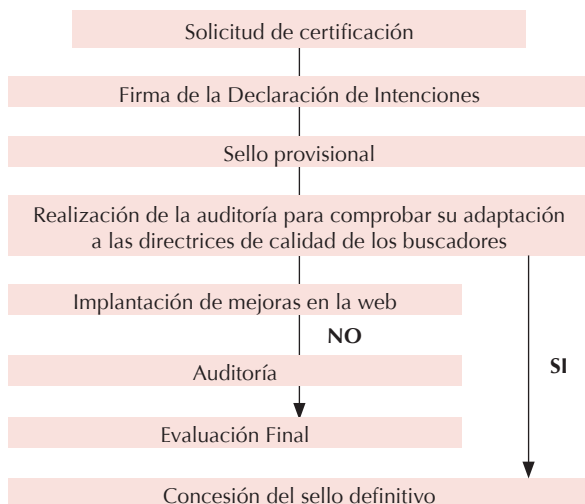 Solicitud de certificación
Firma de la Declaración de Intenciones
Sello provisional
Realización de la auditoría para comprobar su adaptación
a las directrices de calidad de los buscadores
Implantación de mejoras en la web
NO
SI
Auditoría
Evaluación Final
Concesión del sello definitivo